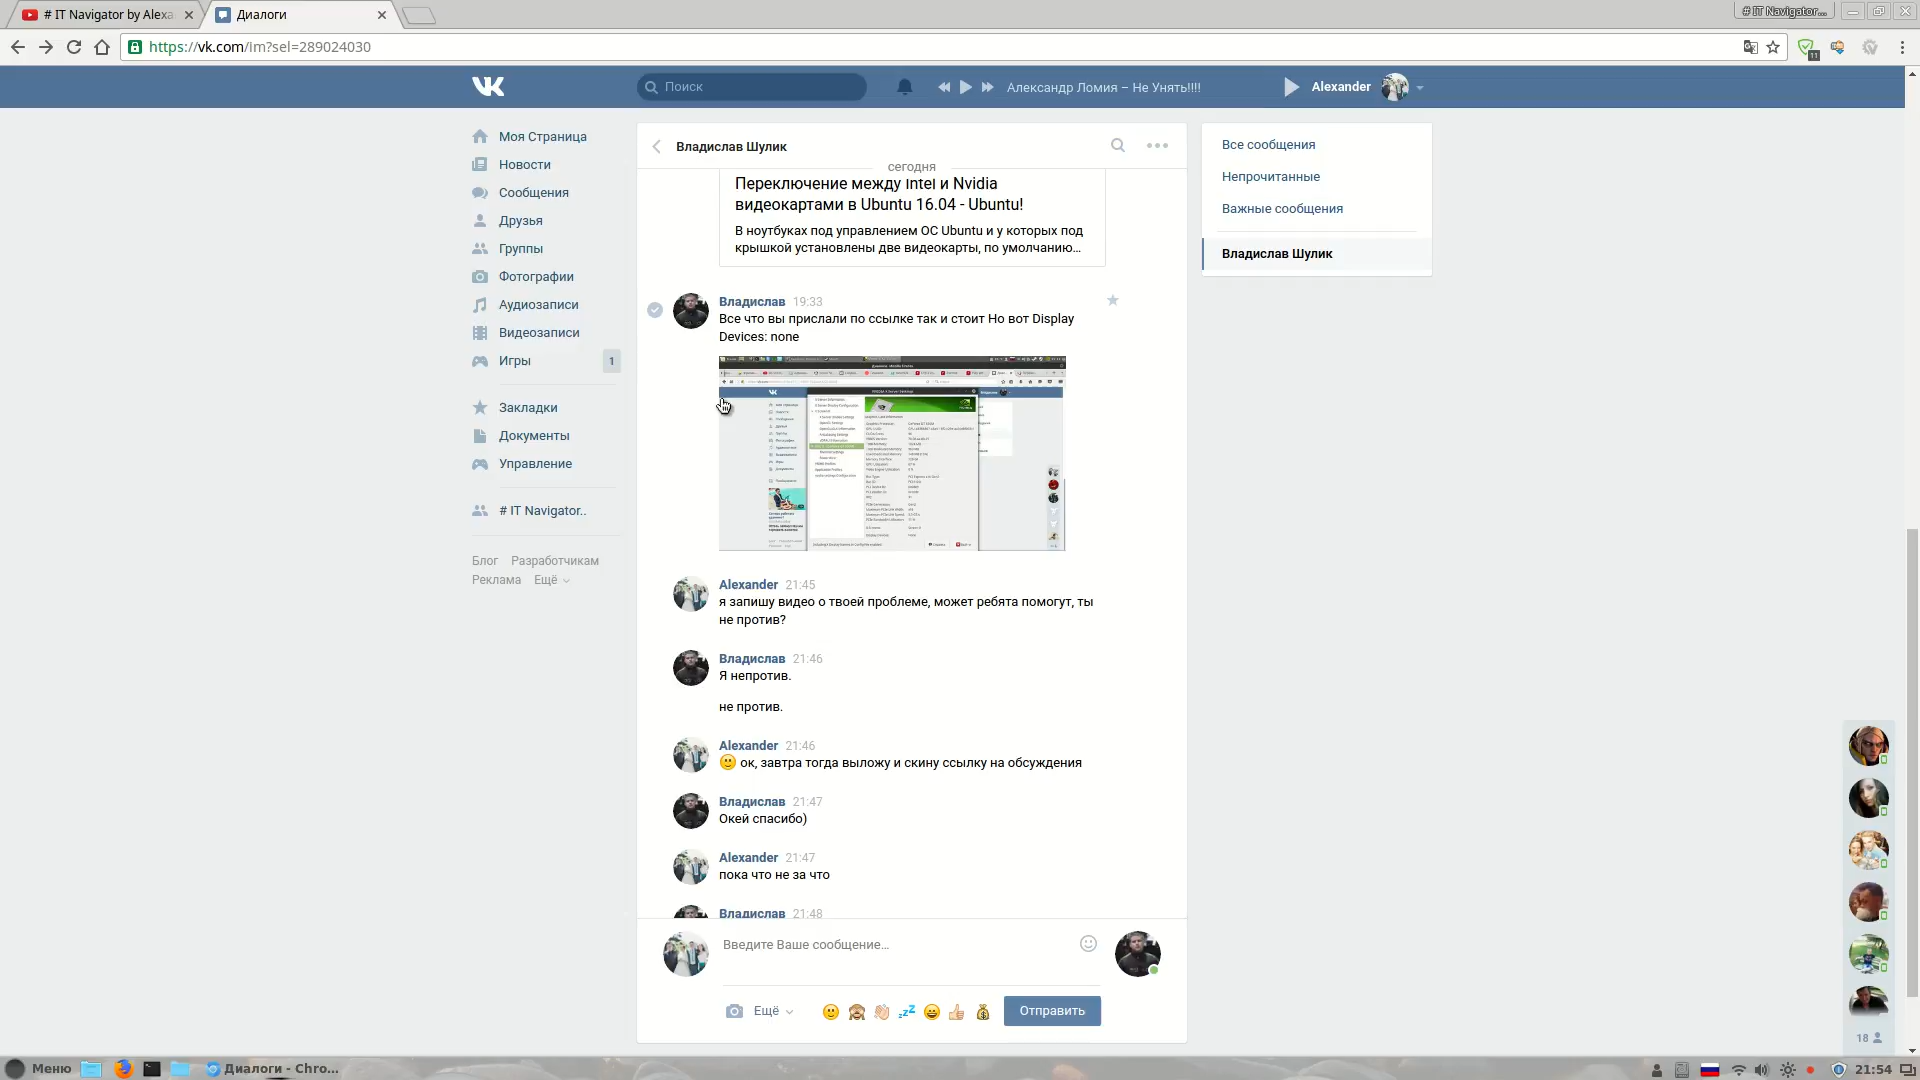 # IT Navigator by Alexa
Диалоги
# IT Navigator...
https://vk.com/im?sel=289024030
11
Поиск
Александр Ломия – Не Унять!!!!
Alexander
Моя Страница
Новости
Сообщения
Друзья
Группы
Фотографии
Аудиозаписи
Видеозаписи
Игры 1
Закладки
Документы
Управление
# IT Navigator..
Блог Разработчикам
Реклама Ещё
Владислав Шулик
сегодня
Переключение между Intel и Nvidia
видеокартами в Ubuntu 16.04 - Ubuntu!
В ноутбуках под управлением ОС Ubuntu и у которых под
крышкой установлены две видеокарты, по умолчанию...
Владислав 19:33
Все что вы прислали по ссылке так и стоит Но вот Display
Devices: none
Alexander 21:45
я запишу видео о твоей проблеме, может ребята помогут, ты
не против?
Владислав 21:46
Я непротив.
не против.
Alexander 21:46
ок, завтра тогда выложу и скину ссылку на обсуждения
Владислав 21:47
Окей спасибо)
Alexander 21:47
пока что не за что
Владислав 21:48
Введите Ваше сообщение...
Ещё
Отправить
Все сообщения
Непрочитанные
Важные сообщения
Владислав Шулик
18
Меню
Диалоги - Chro...
21:54